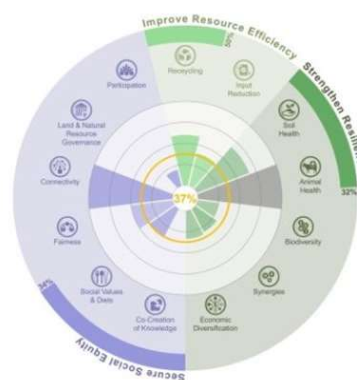 Improve Resource Efficiency
50%
Recycling
Input
Reduction
Strengthen Resilien
Soil
Health
Animal
Health
32%
Biodiversity
Synergies
Economic
Diversification
Co-Creation
of Knowledge
Social Values
& Diets
Fairness
Connectivity
Land & Natural
Resource
Governance
Participation
37%
34%
Secure Social Equity